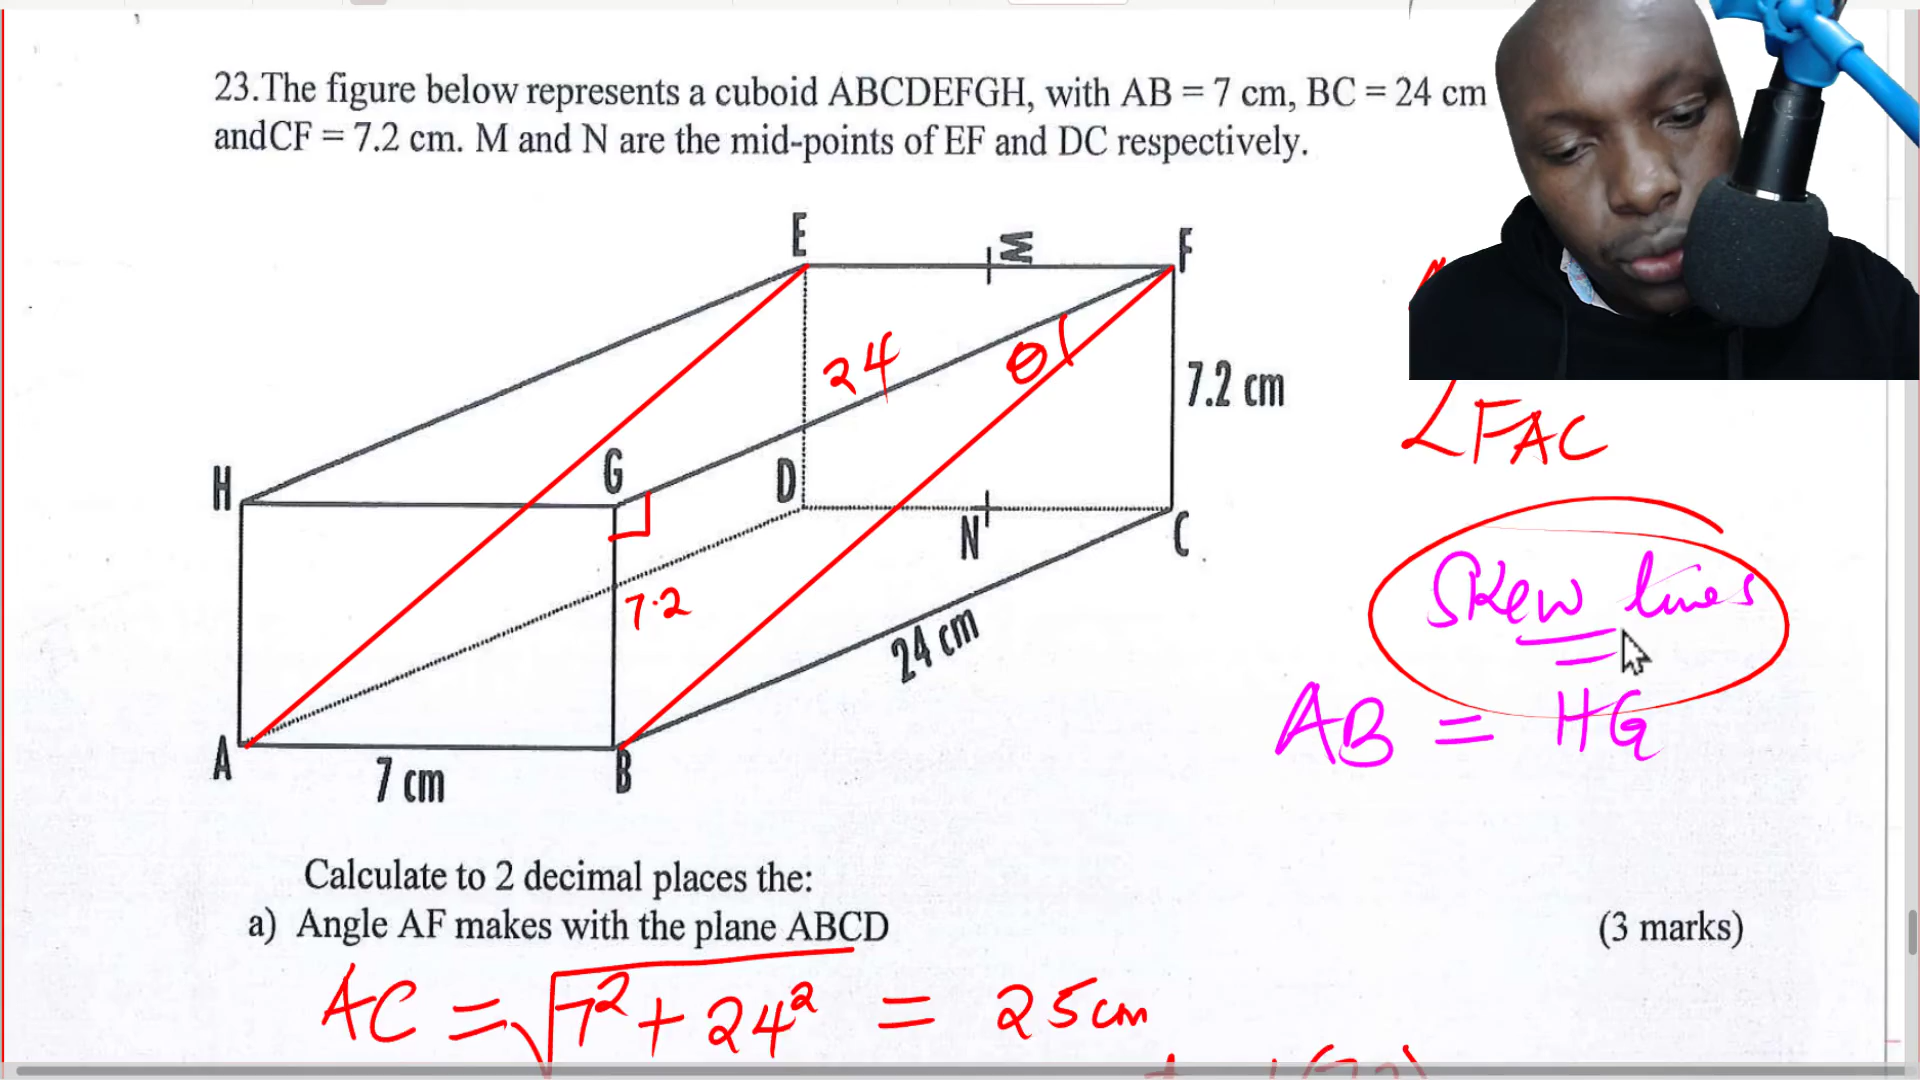 23.The figure below represents a cuboid ABCDEFGH, with AB = 7 cm, BC = 24 cm
andCF = 7.2 cm. M and N are the mid-points of EF and DC respectively.
E
M
F
24
θ
7.2 cm
∠FAC
H
G
D
N
C
Skew lines
7.2
24 cm
AB = HG
A
7 cm
B
Calculate to 2 decimal places the:
a) Angle AF makes with the plane ABCD
(3 marks)
AC = √7² + 24² = 25cm